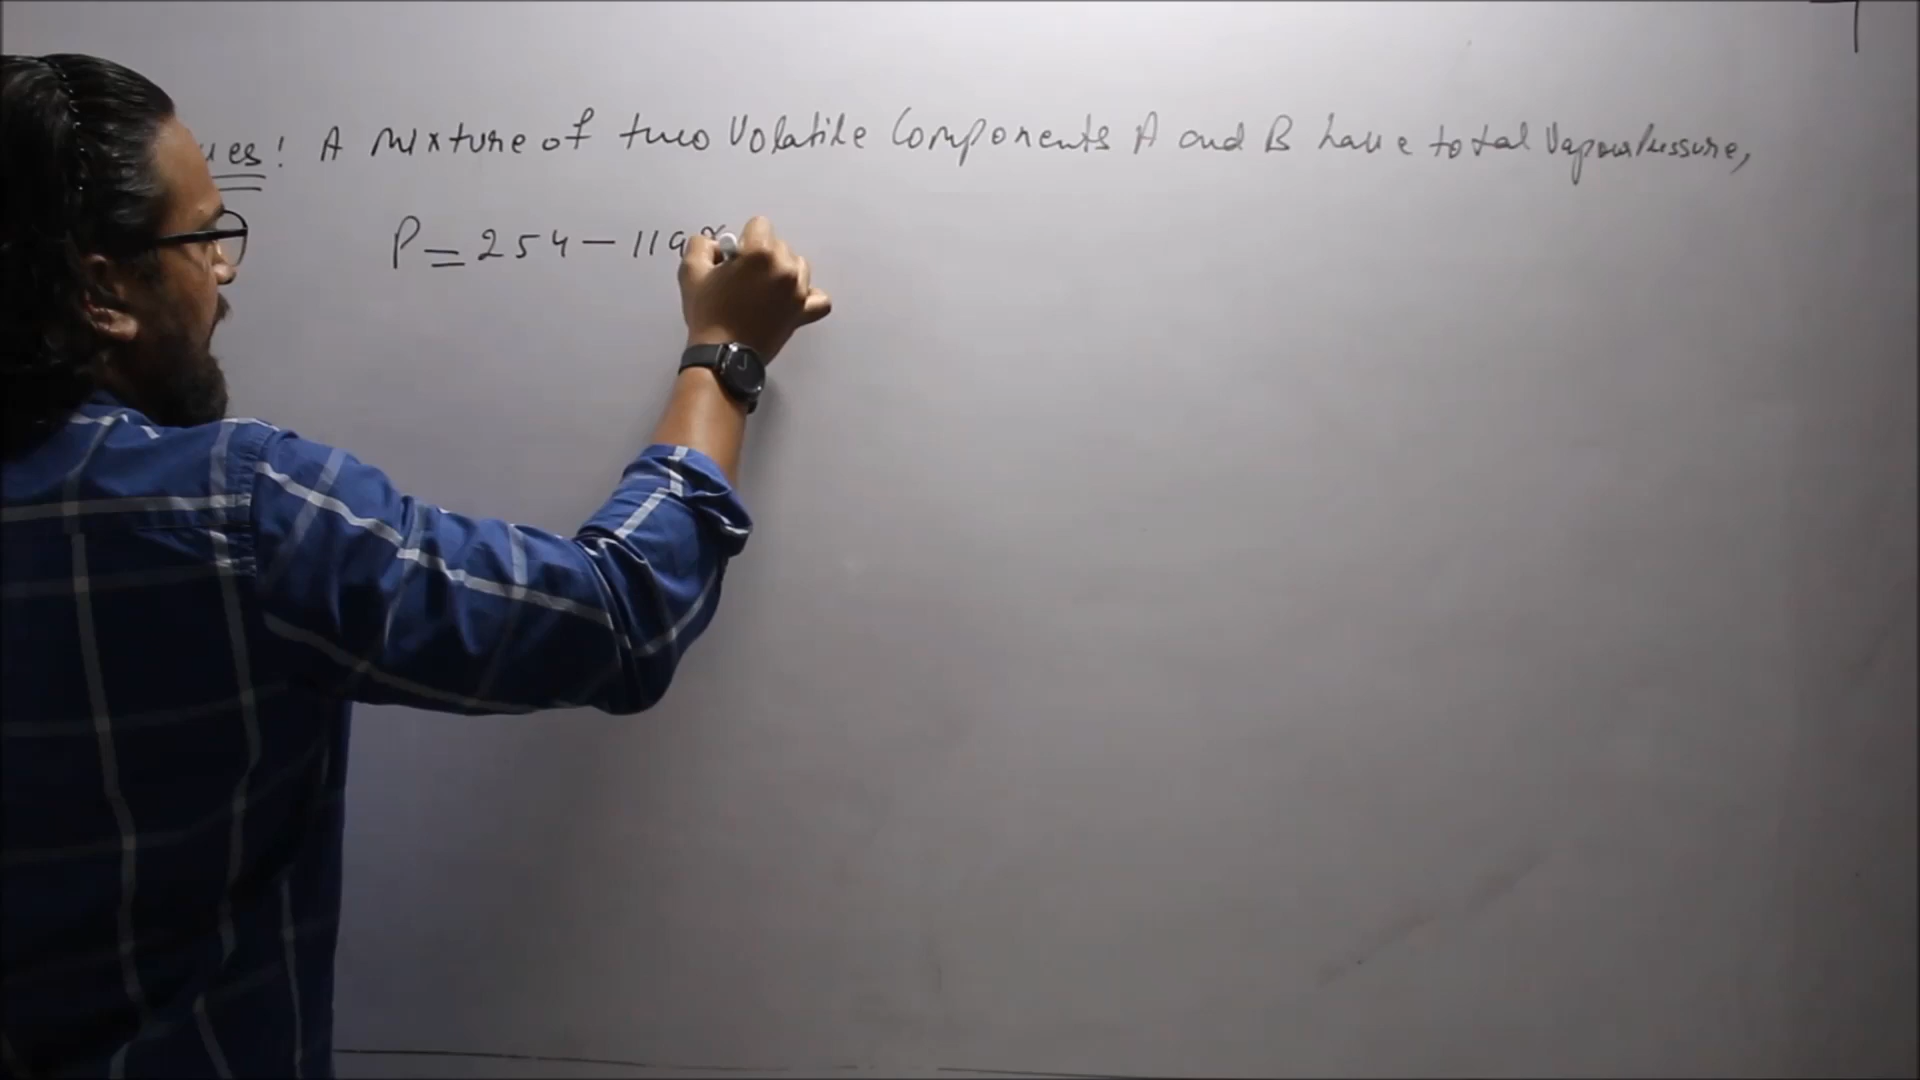 ues! A mixture of two Volatile Components A and B have total Vapour Pressure,
P = 254 - 119